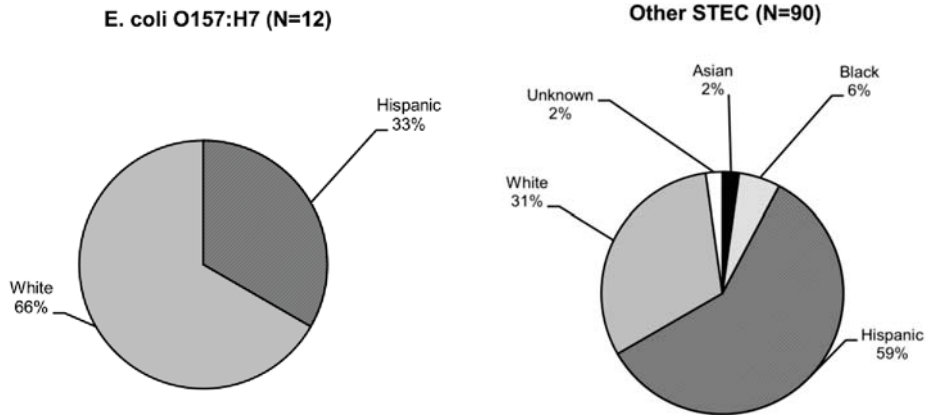 E. coli O157:H7 (N=12)
Hispanic
33%
White
66%
Other STEC (N=90)
Asian
2%
Black
6%
Unknown
2%
White
31%
Hispanic
59%